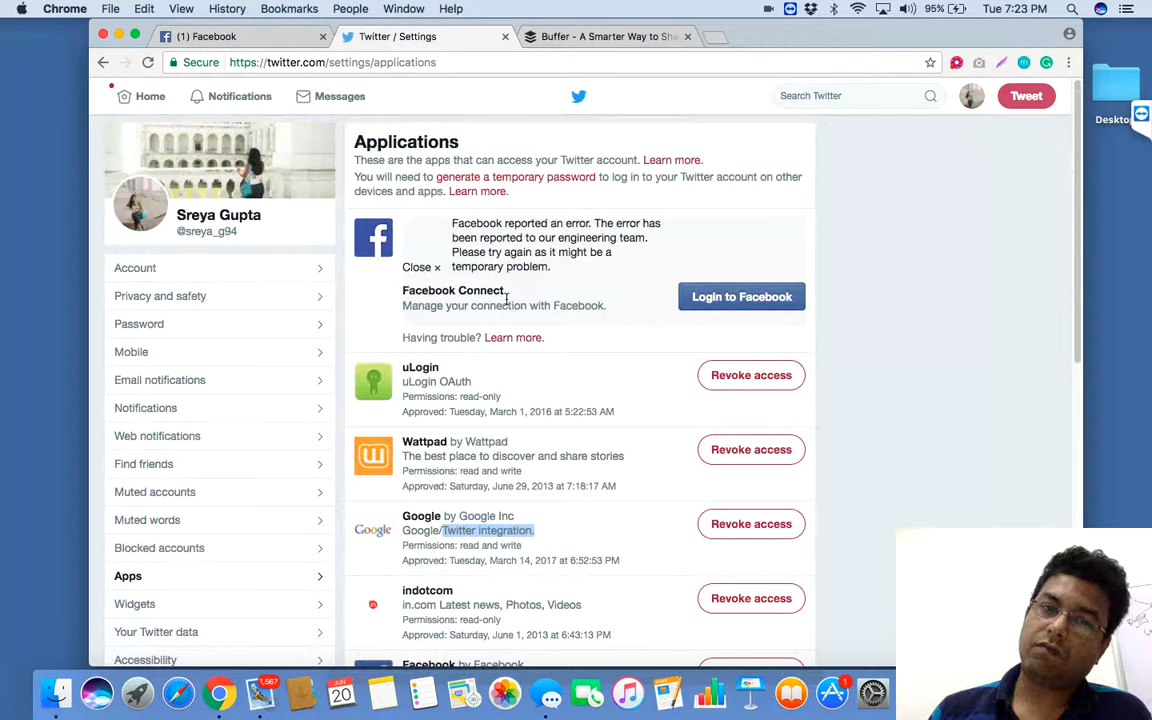 Chrome File Edit View History Bookmarks People Window Help 95% Tue 7:23 PM
(1) Facebook × Twitter / Settings × Buffer - A Smarter Way to Sha ×
Secure https://twitter.com/settings/applications
Home Notifications Messages Search Twitter Tweet
Desktop
Sreya Gupta
@sreya_g94
Account
Privacy and safety
Password
Mobile
Email notifications
Notifications
Web notifications
Find friends
Muted accounts
Muted words
Blocked accounts
Apps
Widgets
Your Twitter data
Accessibility
Applications
These are the apps that can access your Twitter account. Learn more.
You will need to generate a temporary password to log in to your Twitter account on other
devices and apps. Learn more.
Facebook reported an error. The error has
been reported to our engineering team.
Please try again as it might be a
Close × temporary problem.
Facebook Connect
Manage your connection with Facebook.
Login to Facebook
Having trouble? Learn more.
uLogin
uLogin OAuth
Permissions: read-only
Approved: Tuesday, March 1, 2016 at 5:22:53 AM
Revoke access
Wattpad by Wattpad
The best place to discover and share stories
Permissions: read and write
Approved: Saturday, June 29, 2013 at 7:18:17 AM
Revoke access
Google
Google by Google Inc
Google/Twitter integration.
Permissions: read and write
Approved: Tuesday, March 14, 2017 at 6:52:53 PM
Revoke access
in
indotcom
in.com Latest news, Photos, Videos
Permissions: read-only
Approved: Saturday, June 1, 2013 at 6:43:13 PM
Revoke access
Facebook by Facebook
1,567
JUN
20
1